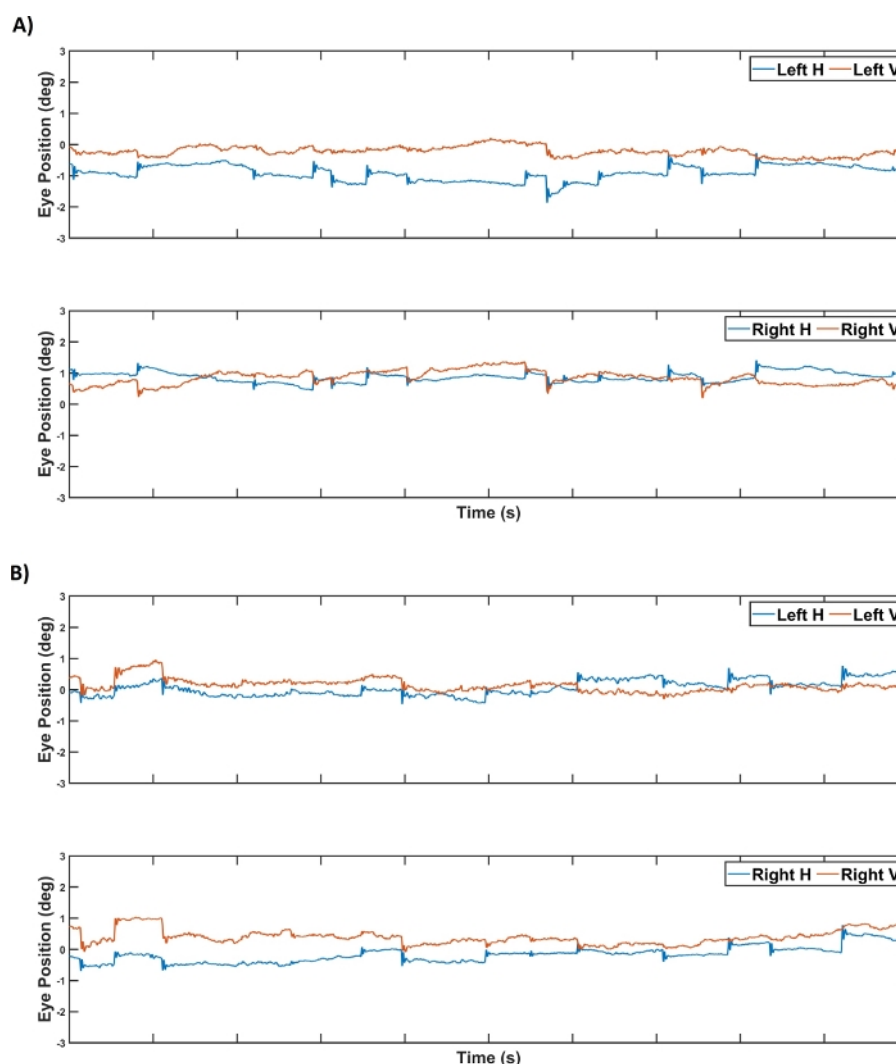 A)
3
2
1
0
-1
-2
-3
Eye Position (deg)
Left H Left V
3
2
1
0
-1
-2
-3
Eye Position (deg)
Right H Right V
Time (s)
B)
3
2
1
0
-1
-2
-3
Eye Position (deg)
Left H Left V
3
2
1
0
-1
-2
-3
Eye Position (deg)
Right H Right V
Time (s)